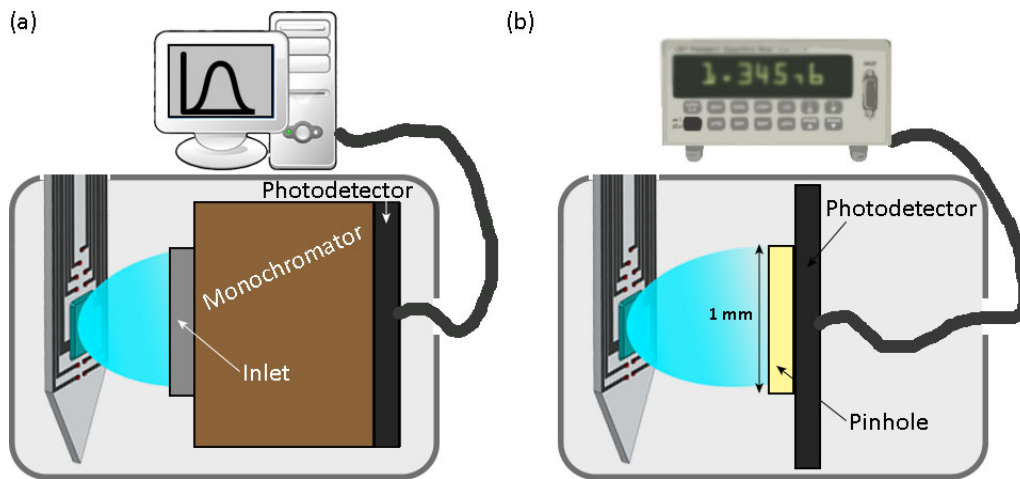 (a)
Photodetector
Monochromator
Inlet
(b)
1.345,6
Photodetector
1 mm
Pinhole